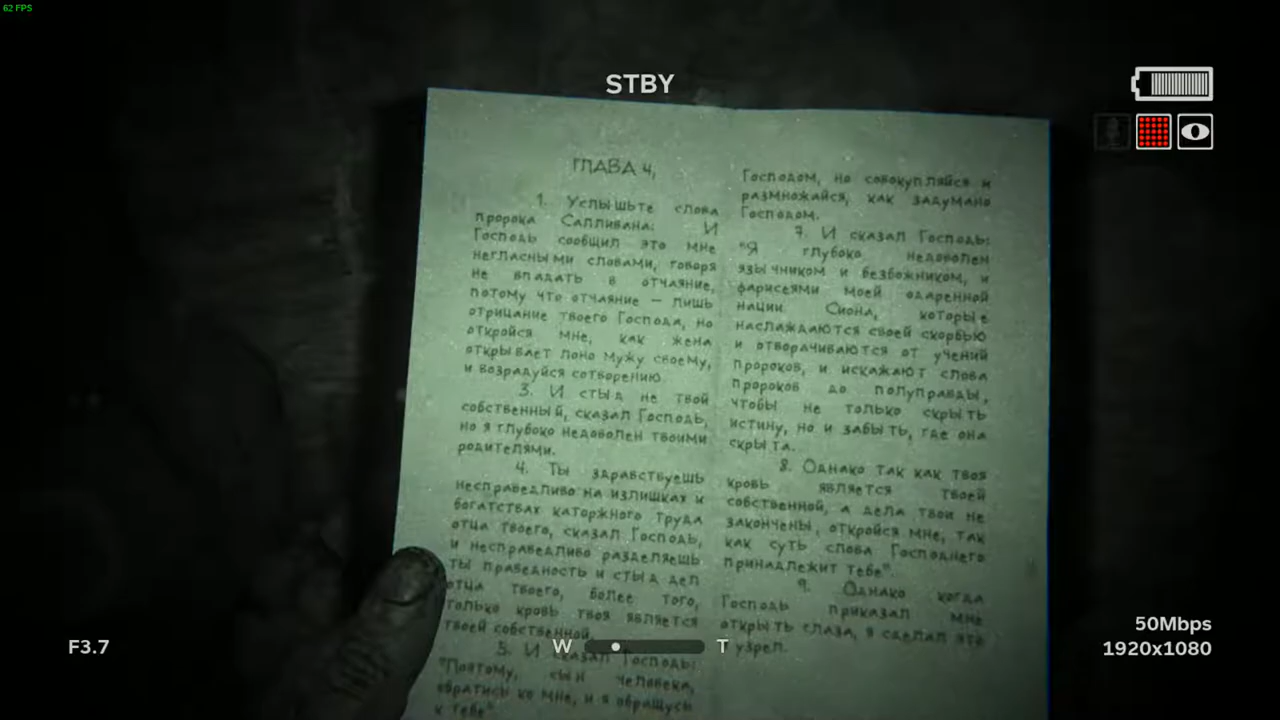 62 FPS
STBY
ГЛАВА 4,
1. Услышьте слова
пророка Салливана: И
Господь сообщил это мне
негласными словами, говоря
не впадать в отчаяние,
потому что отчаяние – лишь
отрицание твоего Господа, но
откройся мне, как жена
открывает лоно мужу своему,
и возрадуйся сотворению.
3. И стыд не твой
собственный, сказал Господь,
но я глубоко недоволен твоими
родителями.
4. Ты здравствуешь
несправедливо на излишках и
богатствах каторжного труда
отца твоего, сказал Господь,
и несправедливо разделяешь
ты праведность и стыд дел
отца твоего, более того,
только кровь твоя является
твоей собственной.
5. И сказал Господь:
"Поэтому, сын человека,
обратись ко мне, и я обращусь
к тебе".
Господом, но совокупляйся и
размножайся, как задумано
Господом.
7. И сказал Господь:
"Я глубоко недоволен
язычником и безбожником, и
фарисеями моей одаренной
нации Сиона, которые
наслаждаются своей скорбью
и отворачиваются от учений
пророков, и искажают слова
пророков до полуправды,
чтобы не только скрыть
истину, но и забыть, где она
скрыта.
8. Однако так как твоя
кровь является твоей
собственной, а дела твои не
закончены, откройся мне, так
как суть слова Господнего
принадлежит тебе".
9. Однако когда
Господь приказал мне
открыть глаза, я сделал это
и узрел.
F3.7
W T
50Mbps
1920x1080